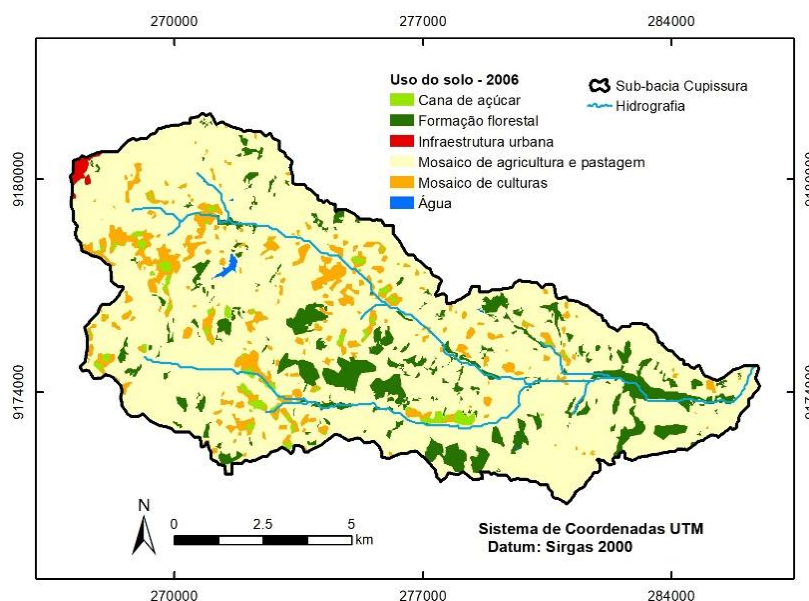 270000 277000 284000
Uso do solo - 2006
Cana de açúcar
Formação florestal
Infraestrutura urbana
Mosaico de agricultura e pastagem
Mosaico de culturas
Água
Sub-bacia Cupissura
Hidrografia
9180000
9180000
9174000
9174000
N
0 2.5 5
km
Sistema de Coordenadas UTM
Datum: Sirgas 2000
270000 277000 284000